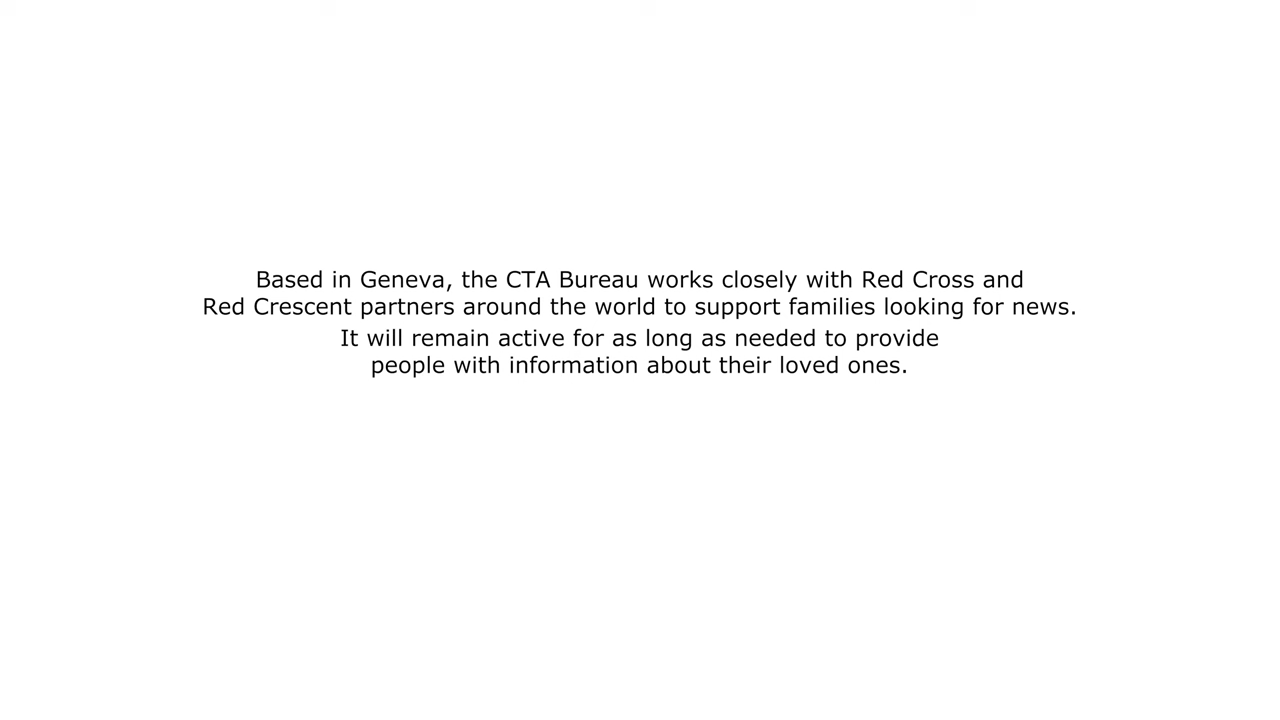 Based in Geneva, the CTA Bureau works closely with Red Cross and
Red Crescent partners around the world to support families looking for news.
It will remain active for as long as needed to provide
people with information about their loved ones.